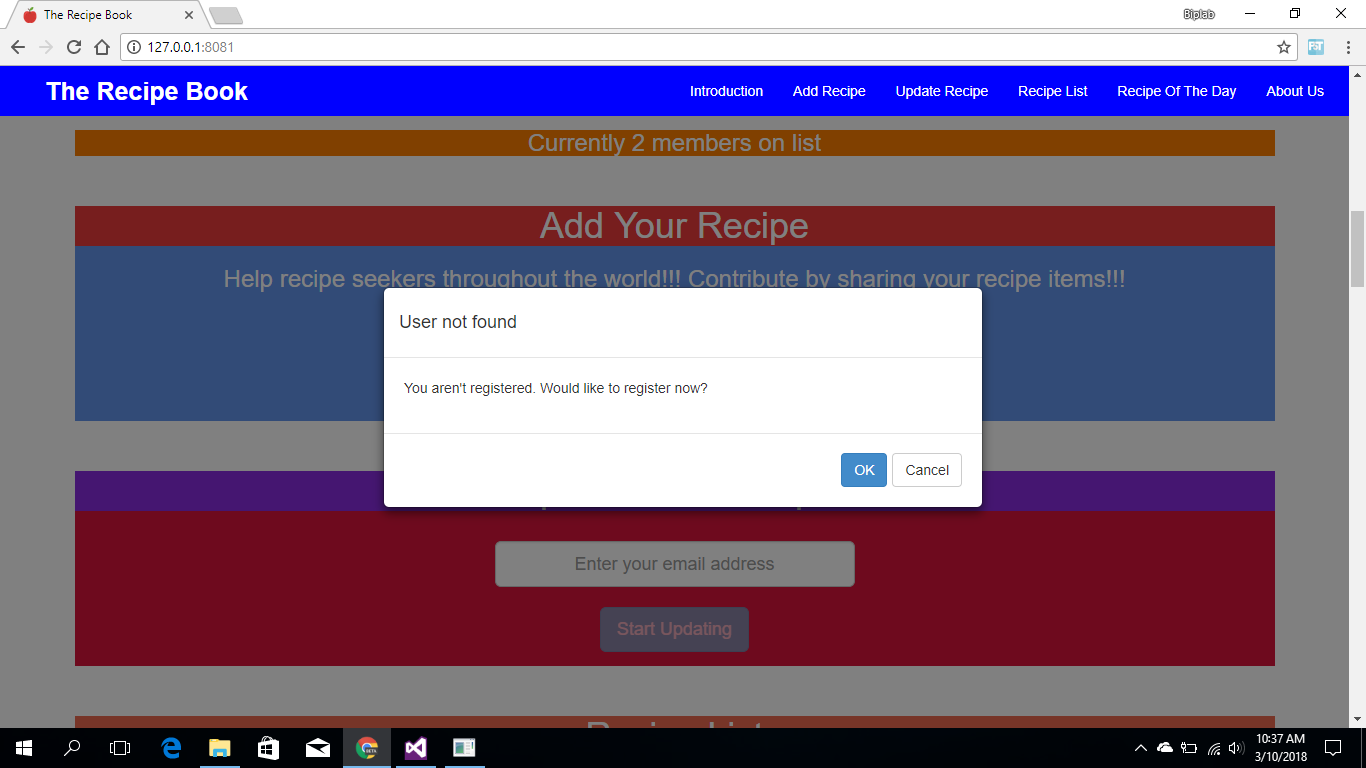 The Recipe Book
Biplab
127.0.0.1:8081
The Recipe Book
Introduction
Add Recipe
Update Recipe
Recipe List
Recipe Of The Day
About Us
Currently 2 members on list
Add Your Recipe
Help recipe seekers throughout the world!!! Contribute by sharing your recipe items!!!
User not found
You aren't registered. Would like to register now?
OK
Cancel
Enter your email address
Start Updating
10:37 AM
3/10/2018